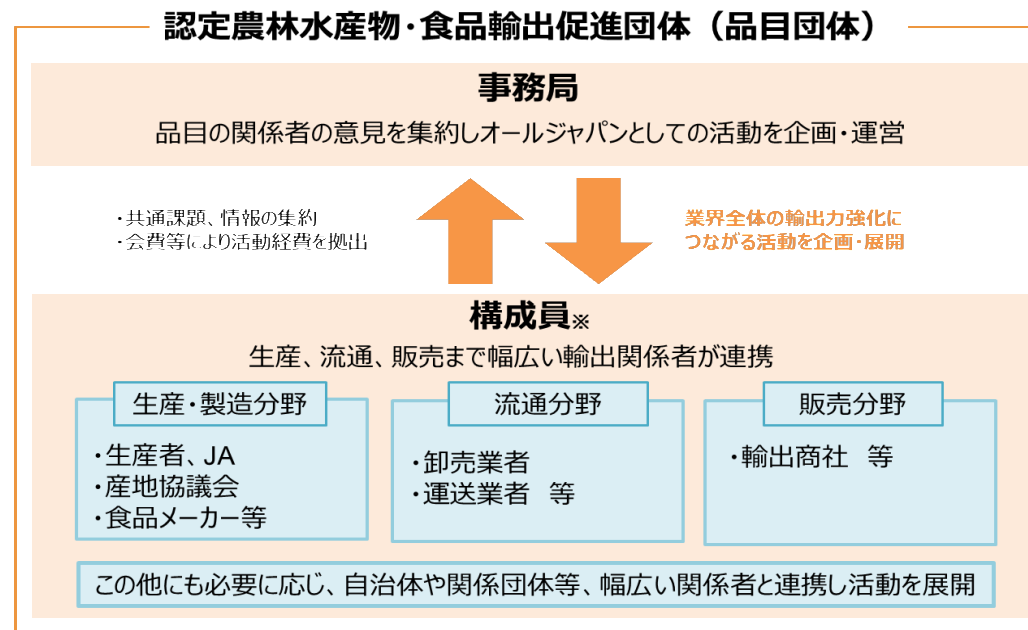 認定農林水産物・食品輸出促進団体（品目団体）
事務局
品目の関係者の意見を集約しオールジャパンとしての活動を企画・運営
・共通課題、情報の集約
・会費等により活動経費を拠出
業界全体の輸出力強化に
つながる活動を企画・展開
構成員※
生産、流通、販売まで幅広い輸出関係者が連携
生産・製造分野
・生産者、JA
・産地協議会
・食品メーカー等
流通分野
・卸売業者
・運送業者　等
販売分野
・輸出商社　等
この他にも必要に応じ、自治体や関係団体等、幅広い関係者と連携し活動を展開